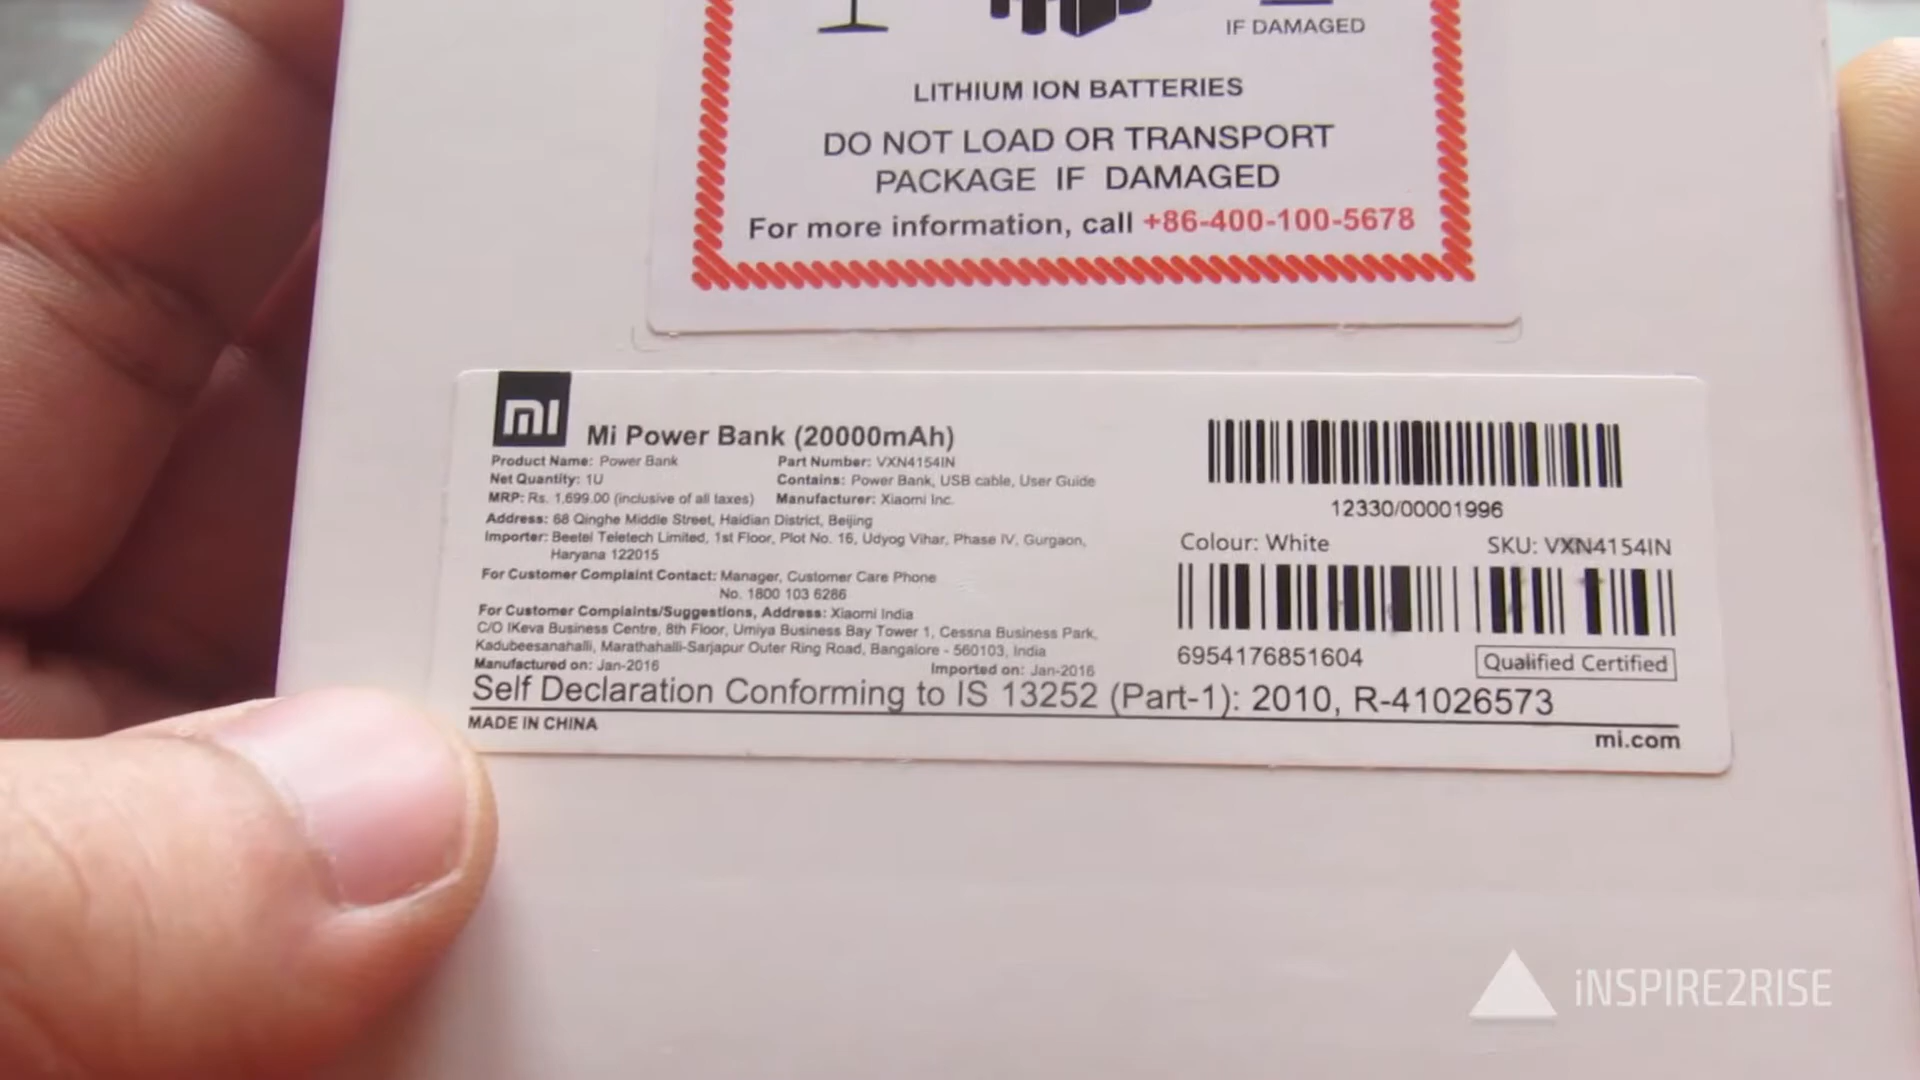 IF DAMAGED
LITHIUM ION BATTERIES
DO NOT LOAD OR TRANSPORT
PACKAGE IF DAMAGED
For more information, call +86-400-100-5678
mi
Mi Power Bank (20000mAh)
Product Name: Power Bank
Part Number: VXN4154IN
Net Quantity: 1U
Contains: Power Bank, USB cable, User Guide
MRP: Rs. 1,699.00 (inclusive of all taxes)
Manufacturer: Xiaomi Inc.
Address: 68 Qinghe Middle Street, Haidian District, Beijing
Importer: Beetel Teletech Limited, 1st Floor, Plot No. 16, Udyog Vihar, Phase IV, Gurgaon,
Haryana 122015
For Customer Complaint Contact: Manager, Customer Care Phone
No. 1800 103 6286
For Customer Complaints/Suggestions, Address: Xiaomi India
C/O IKeva Business Centre, 8th Floor, Umiya Business Bay Tower 1, Cessna Business Park,
Kadubeesanahalli, Marathahalli-Sarjapur Outer Ring Road, Bangalore - 560103, India
Manufactured on: Jan-2016
Imported on: Jan-2016
12330/00001996
Colour: White
SKU: VXN4154IN
6954176851604
Qualified Certified
Self Declaration Conforming to IS 13252 (Part-1): 2010, R-41026573
MADE IN CHINA
mi.com
iNSPIRE2RISE